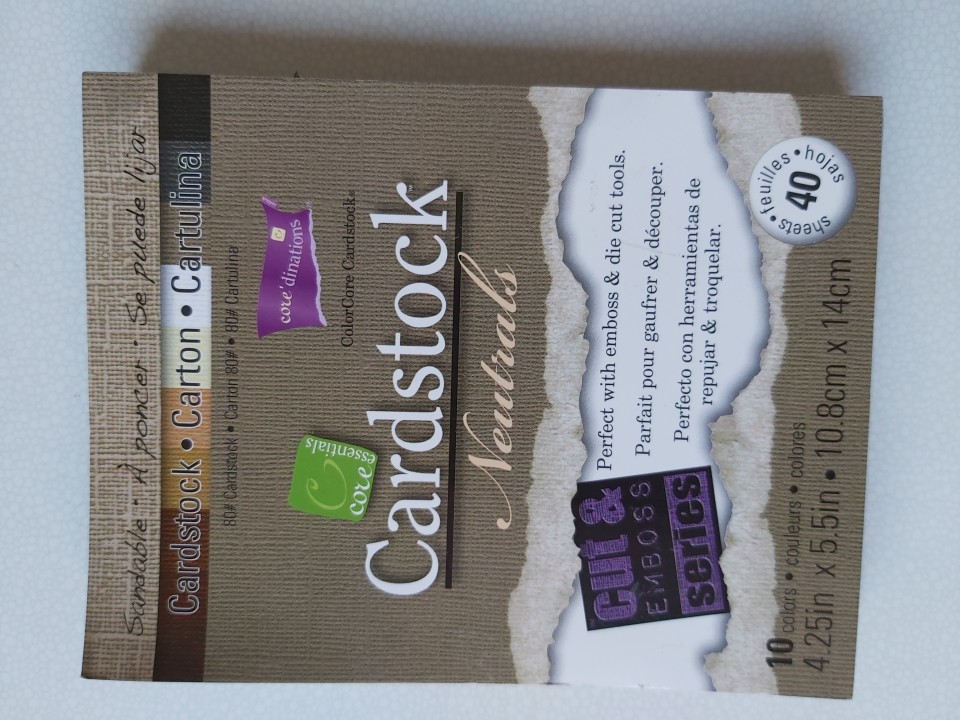 Sandable • À poncer • Se puede lijar
Cardstock • Carton • Cartulina
80# Cardstock • Carton 80# • 80# Cartulina
core'dinations
ColorCore Cardstock
core
essentials
Cardstock
Neutrals
cut &
EMBOSS
series
Perfect with emboss & die cut tools.
Parfait pour gaufrer & découper.
Perfecto con herramientas de
repujar & troquelar.
10 colors • couleurs • colores
4.25in x 5.5in • 10.8cm x 14cm
sheets • feuilles • hojas
40